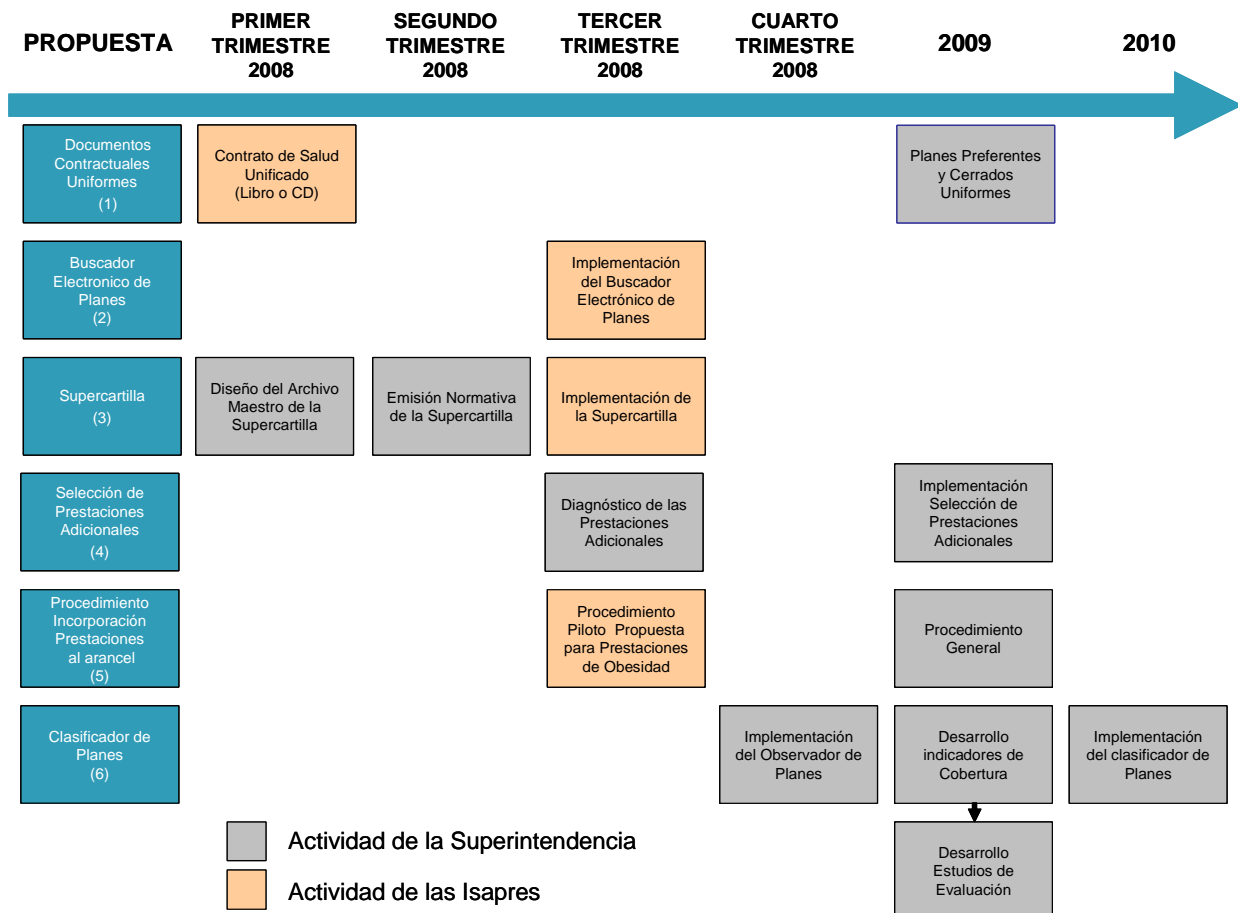 PROPUESTA
PRIMER
TRIMESTRE
2008
SEGUNDO
TRIMESTRE
2008
TERCER
TRIMESTRE
2008
CUARTO
TRIMESTRE
2008
2009
2010
Documentos
Contractuales
Uniformes
(1)
Contrato de Salud
Unificado
(Libro o CD)
Planes Preferentes
y Cerrados
Uniformes
Buscador
Electronico de
Planes
(2)
Implementación
del Buscador
Electrónico de
Planes
Supercartilla
(3)
Diseño del Archivo
Maestro de la
Supercartilla
Emisión Normativa
de la Supercartilla
Implementación de
la Supercartilla
Selección de
Prestaciones
Adicionales
(4)
Diagnóstico de las
Prestaciones
Adicionales
Implementación
Selección de
Prestaciones
Adicionales
Procedimiento
Incorporación
Prestaciones
al arancel
(5)
Procedimiento
Piloto Propuesta
para Prestaciones
de Obesidad
Procedimiento
General
Clasificador de
Planes
(6)
Implementación
del Observador de
Planes
Desarrollo
indicadores de
Cobertura
Implementación
del clasificador de
Planes
Desarrollo
Estudios de
Evaluación
Actividad de la Superintendencia
Actividad de las Isapres